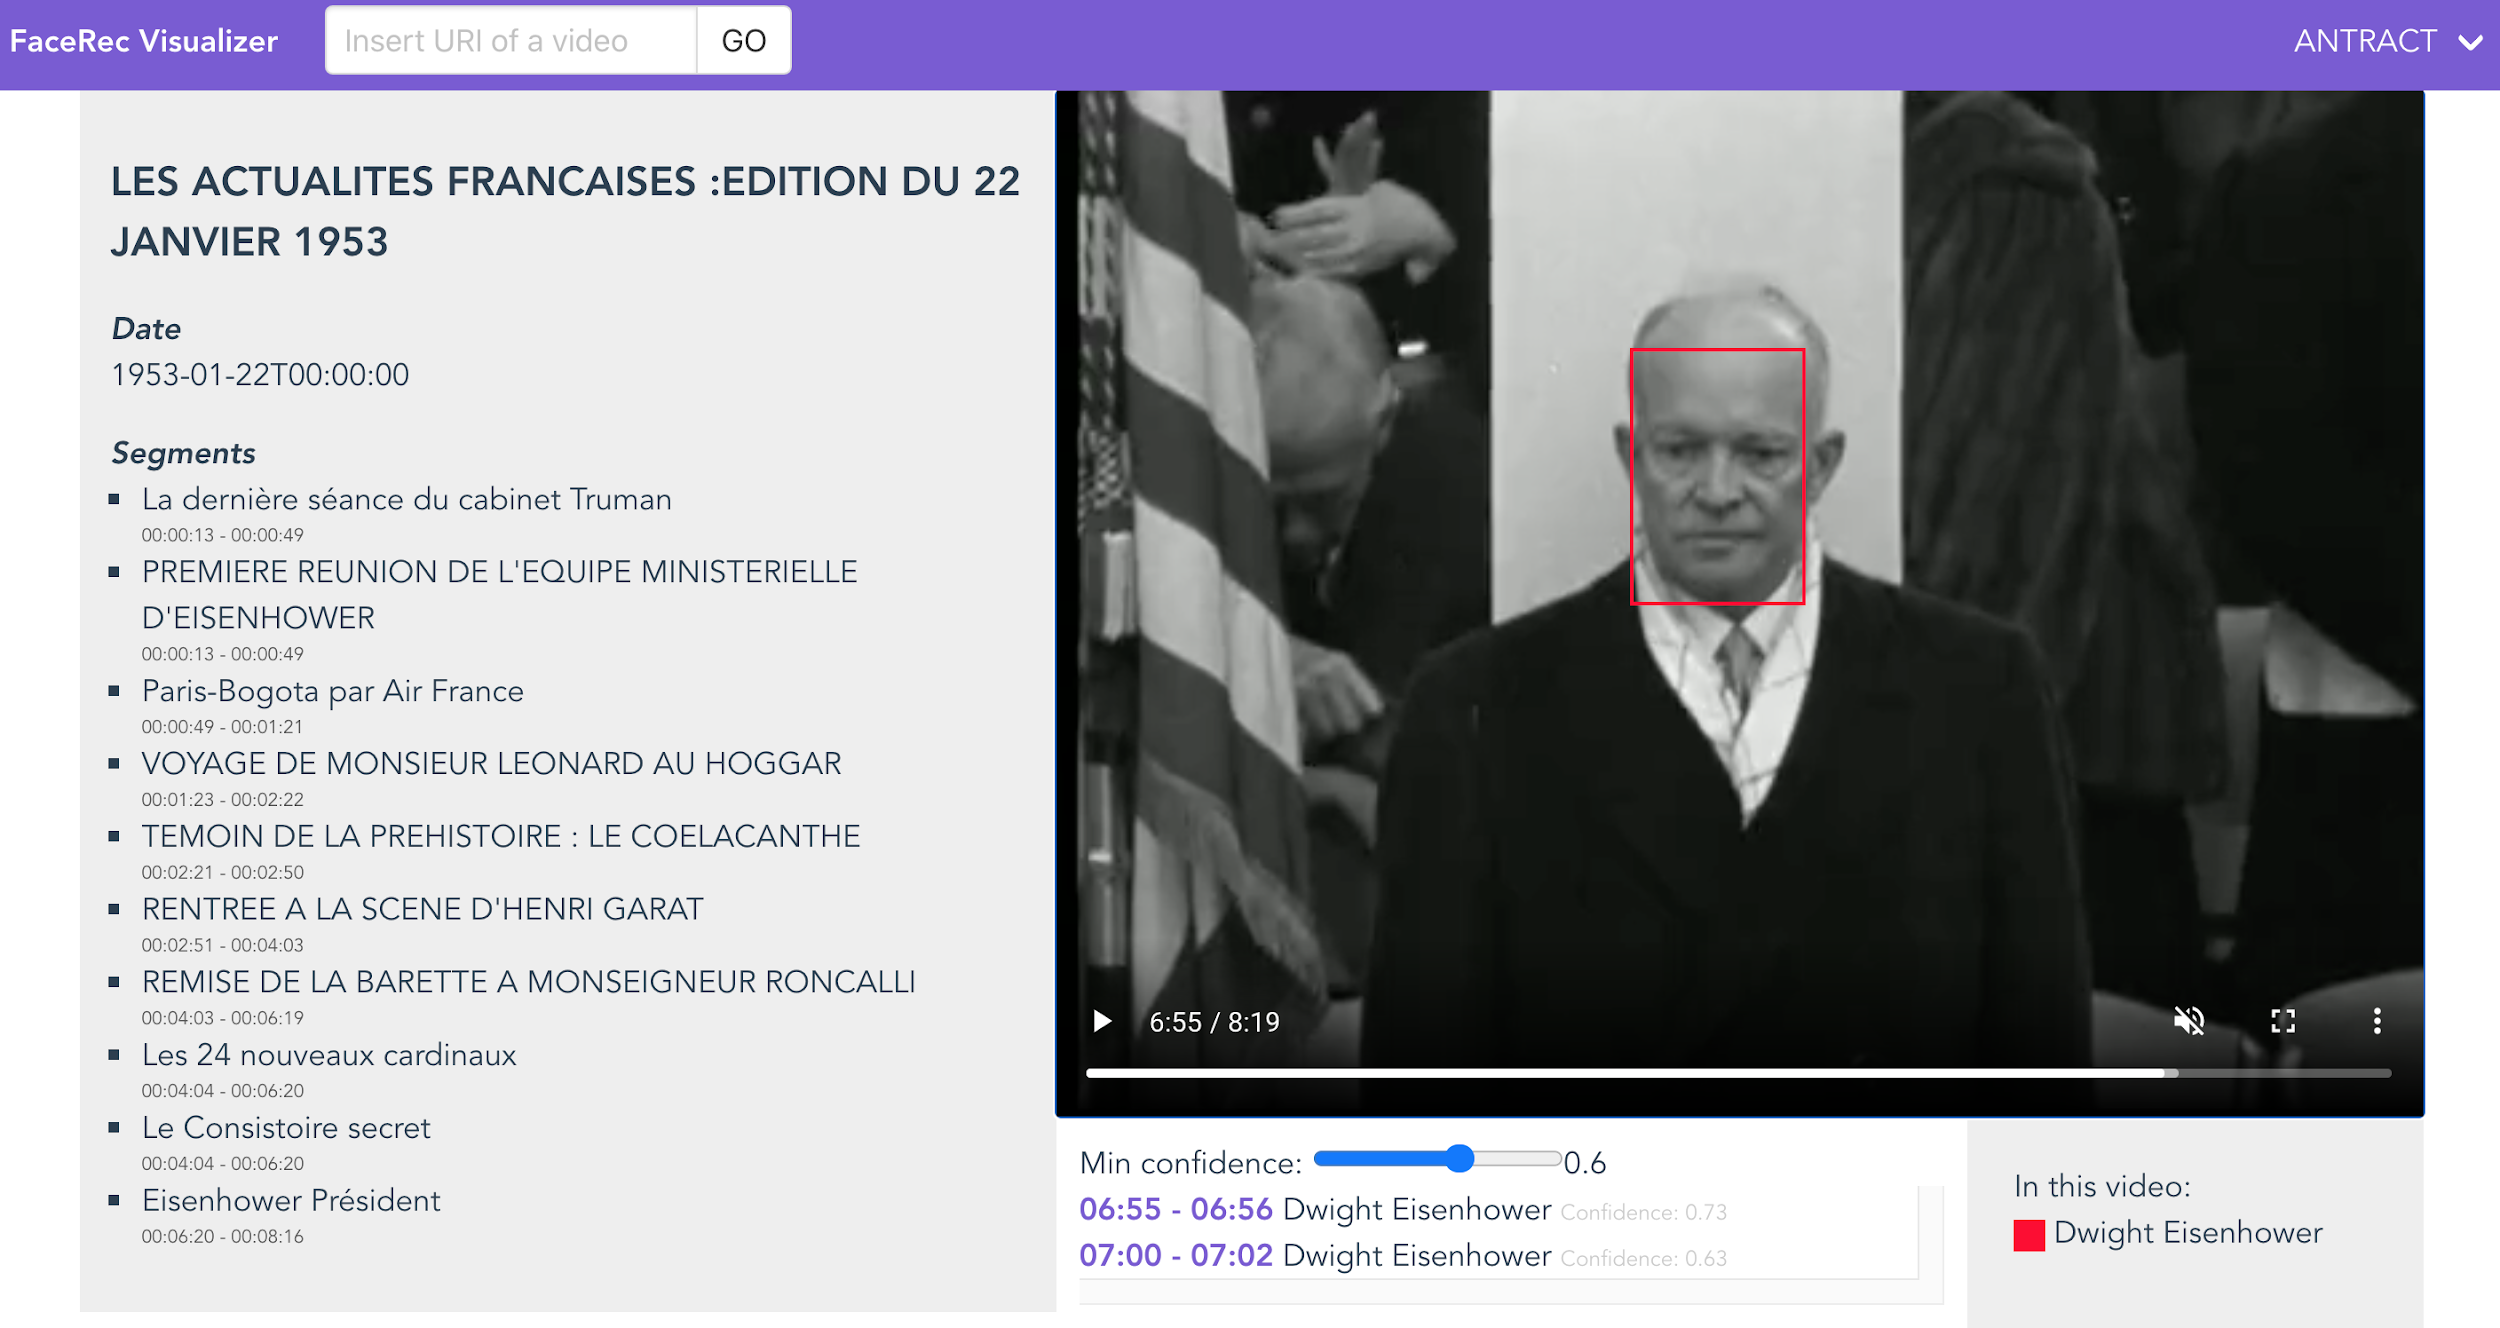 FaceRec Visualizer
Insert URI of a video
GO
ANTRACT
LES ACTUALITES FRANCAISES :EDITION DU 22
JANVIER 1953
Date
1953-01-22T00:00:00
Segments
La dernière séance du cabinet Truman
00:00:13 - 00:00:49
PREMIERE REUNION DE L'EQUIPE MINISTERIELLE
D'EISENHOWER
00:00:13 - 00:00:49
Paris-Bogota par Air France
00:00:49 - 00:01:21
VOYAGE DE MONSIEUR LEONARD AU HOGGAR
00:01:23 - 00:02:22
TEMOIN DE LA PREHISTOIRE : LE COELACANTHE
00:02:21 - 00:02:50
RENTREE A LA SCENE D'HENRI GARAT
00:02:51 - 00:04:03
REMISE DE LA BARETTE A MONSEIGNEUR RONCALLI
00:04:03 - 00:06:19
Les 24 nouveaux cardinaux
00:04:04 - 00:06:20
Le Consistoire secret
00:04:04 - 00:06:20
Eisenhower Président
00:06:20 - 00:08:16
6:55 / 8:19
Min confidence: 0.6
06:55 - 06:56 Dwight Eisenhower Confidence: 0.73
07:00 - 07:02 Dwight Eisenhower Confidence: 0.63
In this video:
Dwight Eisenhower